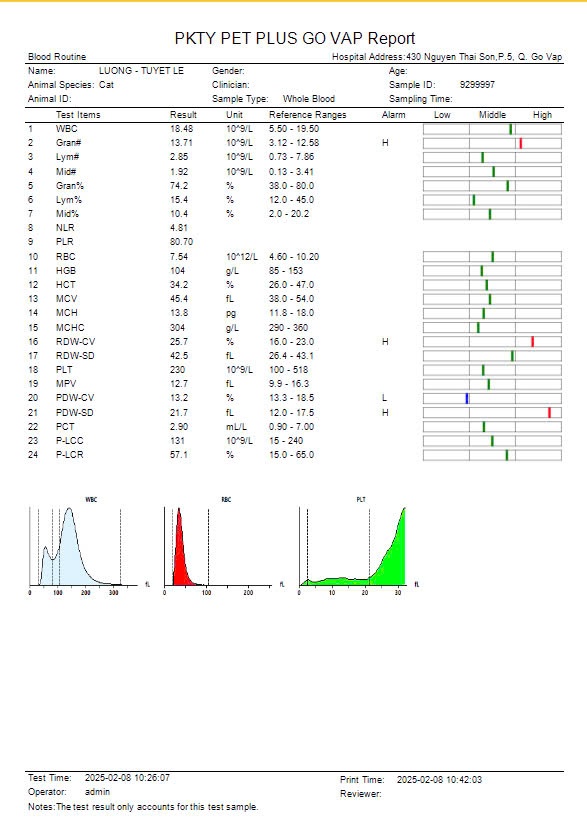 PKTY PET PLUS GO VAP Report
Blood Routine Hospital Address:430 Nguyen Thai Son,P.5, Q. Go Vap
Name: LUONG - TUYET LE Gender: Age:
Animal Species: Cat Clinician: Sample ID: 9299997
Animal ID: Sample Type: Whole Blood Sampling Time:
Test Items Result Unit Reference Ranges Alarm Low Middle High
1 WBC 18.48 10^9/L 5.50 - 19.50
2 Gran# 13.71 10^9/L 3.12 - 12.58 H
3 Lym# 2.85 10^9/L 0.73 - 7.86
4 Mid# 1.92 10^9/L 0.13 - 3.41
5 Gran% 74.2 % 38.0 - 80.0
6 Lym% 15.4 % 12.0 - 45.0
7 Mid% 10.4 % 2.0 - 20.2
8 NLR 4.81
9 PLR 80.70
10 RBC 7.54 10^12/L 4.60 - 10.20
11 HGB 104 g/L 85 - 153
12 HCT 34.2 % 26.0 - 47.0
13 MCV 45.4 fL 38.0 - 54.0
14 MCH 13.8 pg 11.8 - 18.0
15 MCHC 304 g/L 290 - 360
16 RDW-CV 25.7 % 16.0 - 23.0 H
17 RDW-SD 42.5 fL 26.4 - 43.1
18 PLT 230 10^9/L 100 - 518
19 MPV 12.7 fL 9.9 - 16.3
20 PDW-CV 13.2 % 13.3 - 18.5 L
21 PDW-SD 21.7 fL 12.0 - 17.5 H
22 PCT 2.90 mL/L 0.90 - 7.00
23 P-LCC 131 10^9/L 15 - 240
24 P-LCR 57.1 % 15.0 - 65.0
WBC RBC PLT
fL fL fL
0 100 200 300 0 100 200 0 10 20 30
Test Time: 2025-02-08 10:26:07 Print Time: 2025-02-08 10:42:03
Operator: admin Reviewer:
Notes:The test result only accounts for this test sample.